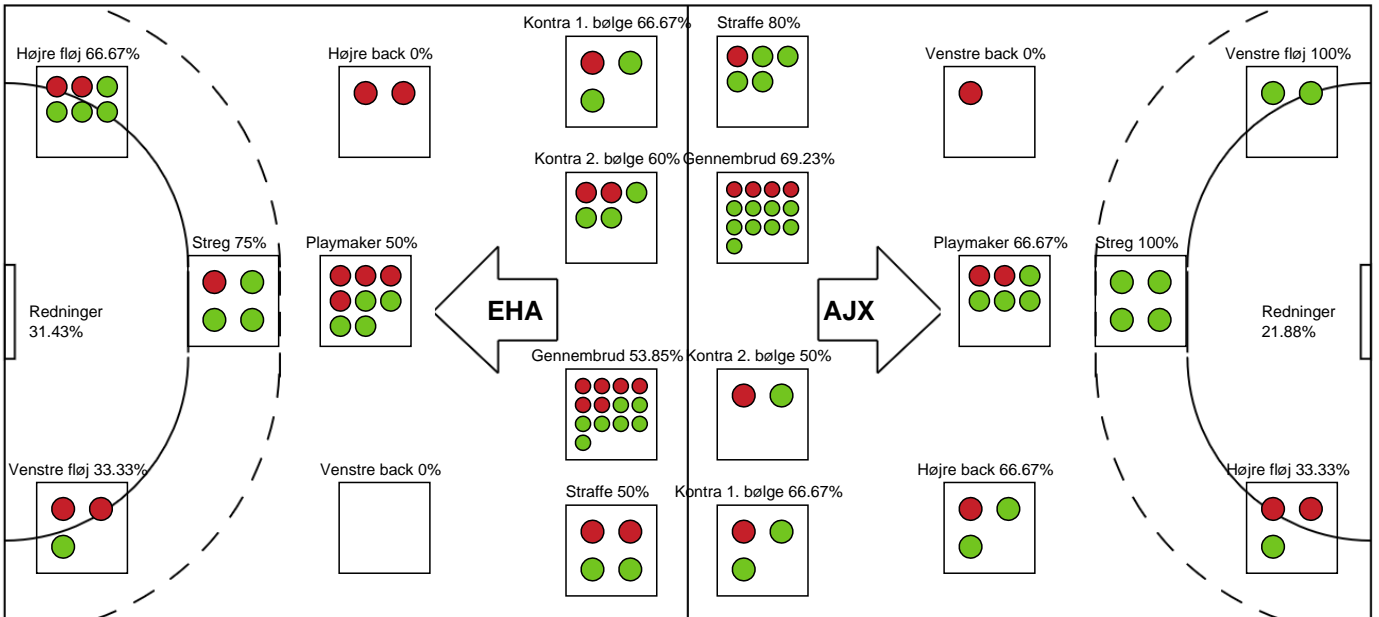 Kontra 1. bølge 66.67%
Straffe 80%
Højre fløj 66.67%
Højre back 0%
Venstre back 0%
Venstre fløj 100%
Kontra 2. bølge 60%
Gennembrud 69.23%
Streg 75%
Playmaker 50%
Playmaker 66.67%
Streg 100%
Redninger
31.43%
EHA
AJX
Redninger
21.88%
Gennembrud 53.85%
Kontra 2. bølge 50%
Venstre fløj 33.33%
Venstre back 0%
Højre back 66.67%
Højre fløj 33.33%
Straffe 50%
Kontra 1. bølge 66.67%